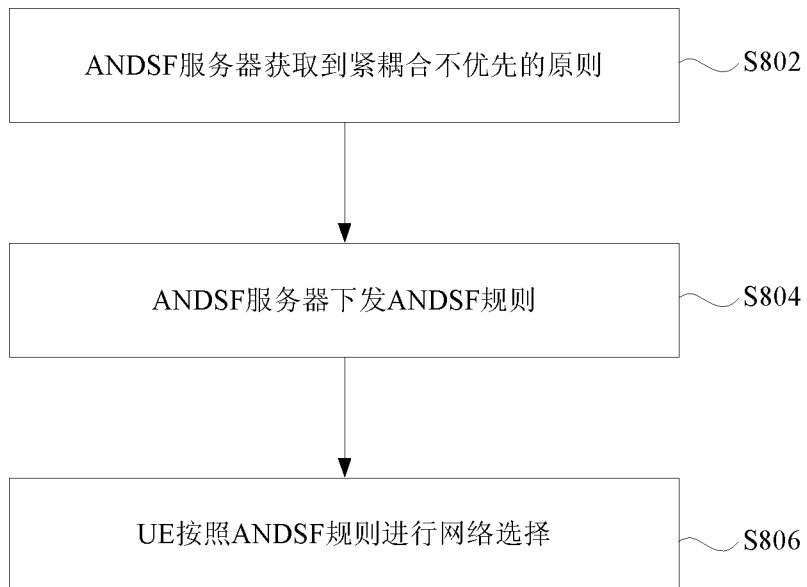 ANDSF服务器获取到紧耦合不优先的原则
S802
ANDSF服务器下发ANDSF规则
S804
UE按照ANDSF规则进行网络选择
S806